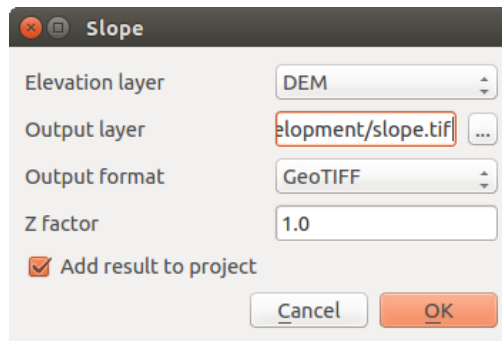 Slope
Elevation layer DEM
Output layer elopment/slope.tif ...
Output format GeoTIFF
Z factor 1.0
Add result to project
Cancel OK